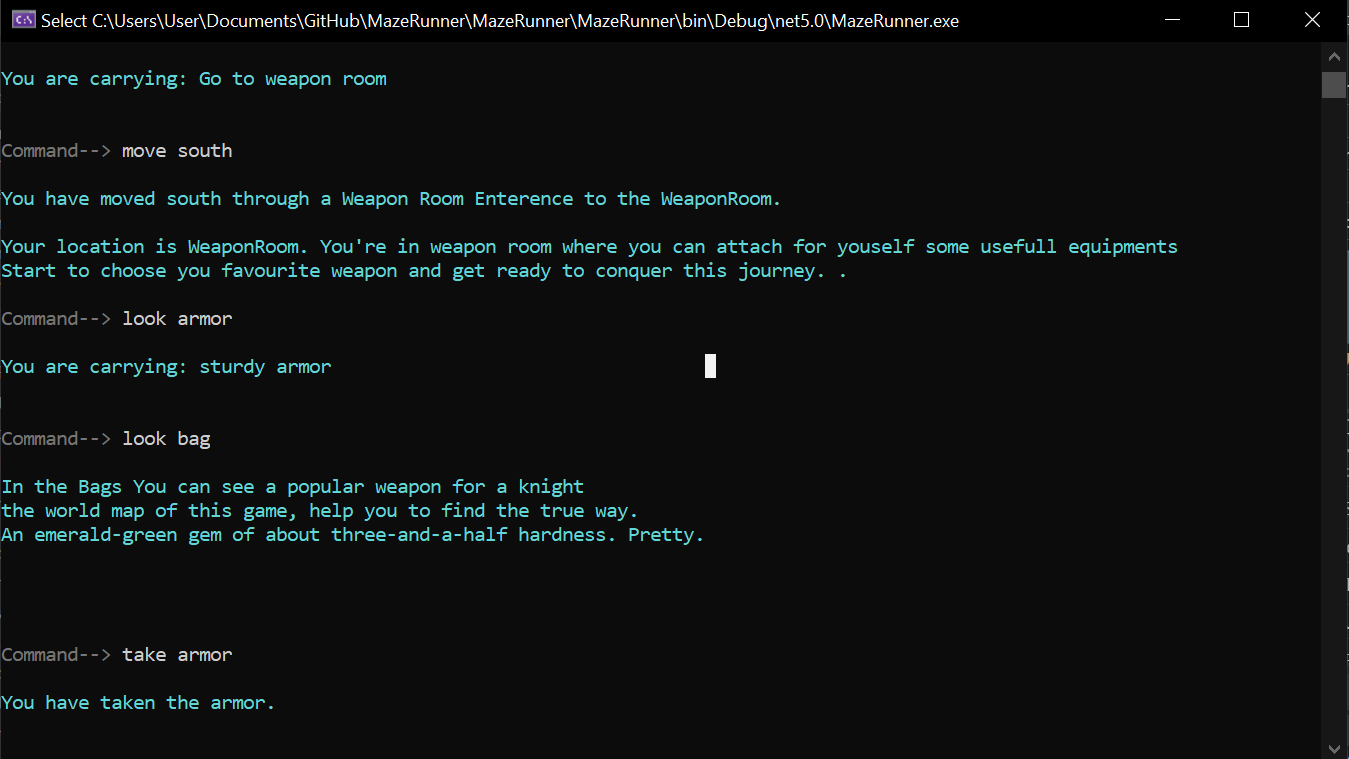 Select C:\Users\User\Documents\GitHub\MazeRunner\MazeRunner\MazeRunner\bin\Debug\net5.0\MazeRunner.exe
You are carrying: Go to weapon room
Command--> move south
You have moved south through a Weapon Room Enterence to the WeaponRoom.
Your location is WeaponRoom. You're in weapon room where you can attach for youself some usefull equipments
Start to choose you favourite weapon and get ready to conquer this journey. .
Command--> look armor
You are carrying: sturdy armor
Command--> look bag
In the Bags You can see a popular weapon for a knight
the world map of this game, help you to find the true way.
An emerald-green gem of about three-and-a-half hardness. Pretty.
Command--> take armor
You have taken the armor.